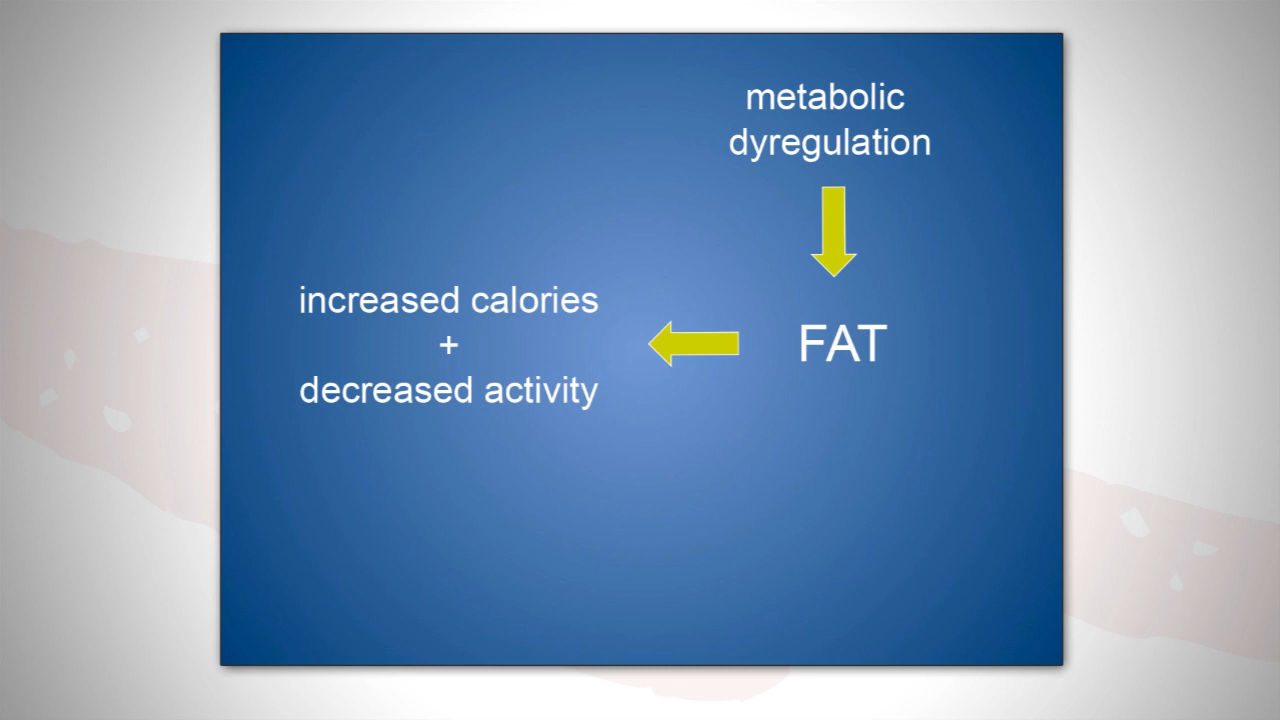 metabolic
dyregulation
increased calories
+
decreased activity
FAT